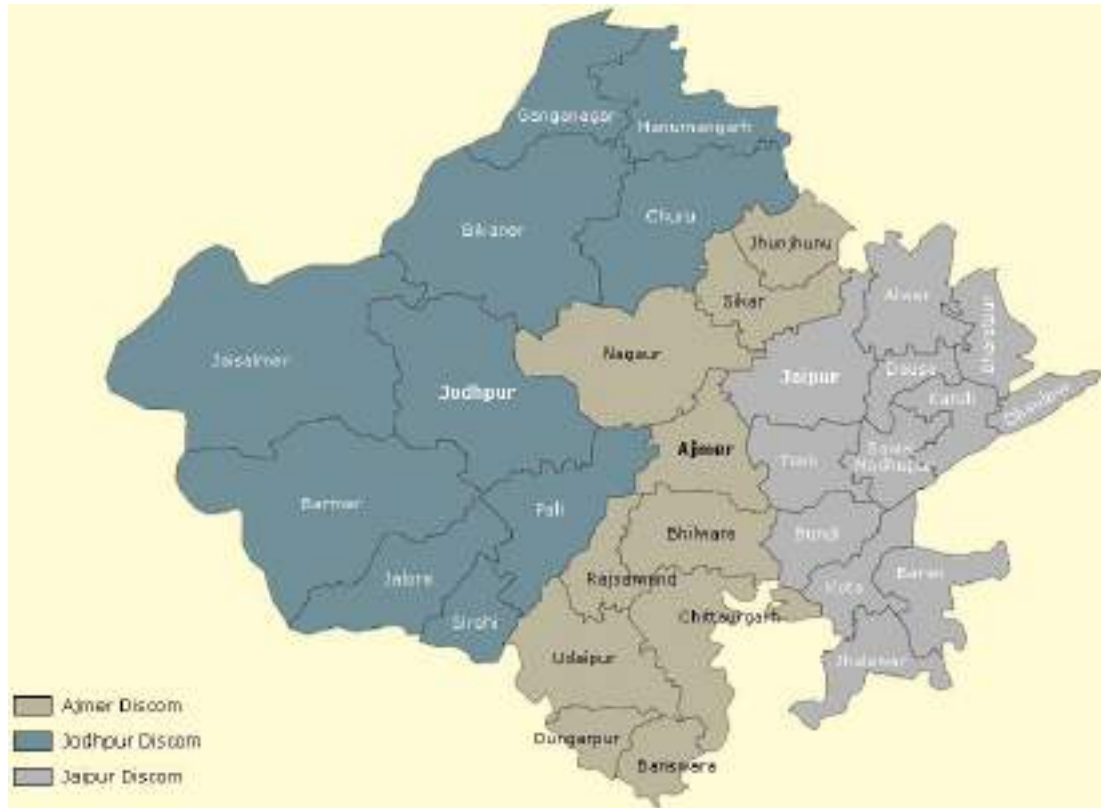 Ganganagar
Hanumangarh
Churu
Bikaner
Jhunjhunu
Sikar
Alwar
Bharatpur
Jaisalmer
Nagaur
Jaipur
Dausa
Jodhpur
Karoli
Dholpur
Ajmer
Tonk
Sawai
Madhupur
Barmer
Pali
Bhilwara
Bundi
Jalore
Rajsamand
Kota
Baran
Sirohi
Chittaurgarh
Udaipur
Jhalawar
Dungarpur
Banswara
Ajmer Discom
Jodhpur Discom
Jaipur Discom